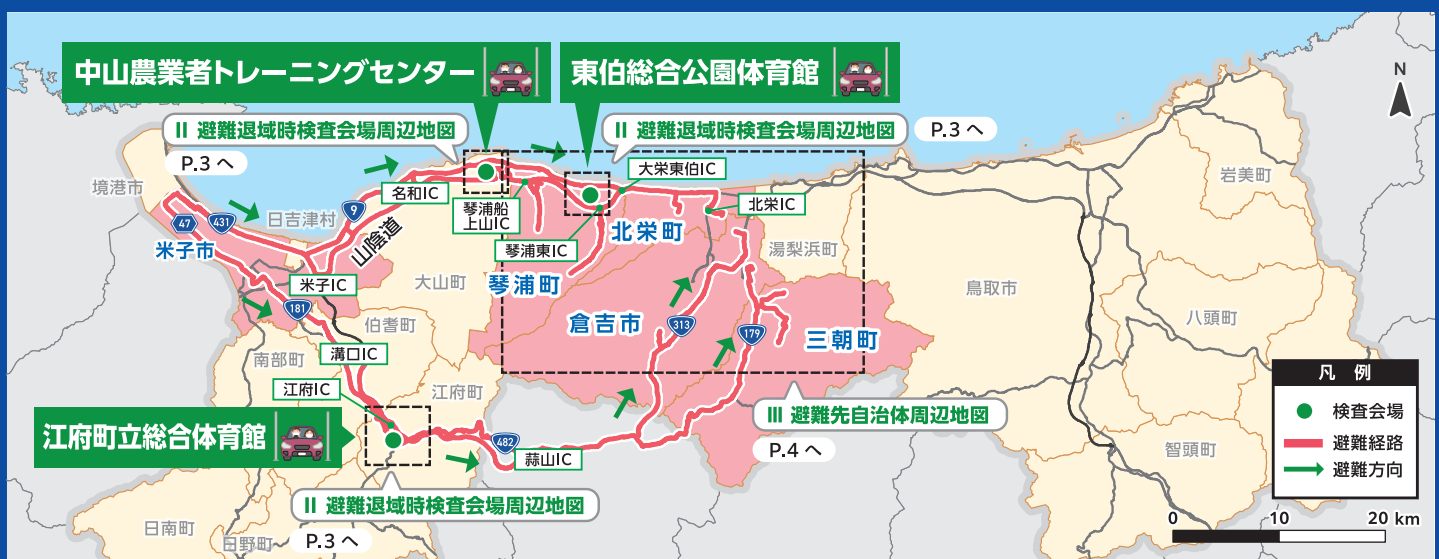 中山農業者トレーニングセンター
東伯総合公園体育館
N
II 避難退域時検査会場周辺地図
P.3 へ
II 避難退域時検査会場周辺地図
P.3 へ
大栄東伯IC
境港市
名和IC
岩美町
47
431
日吉津村
9
琴浦船
上山IC
北栄IC
米子市
山陰道
琴浦東IC
北栄町
湯梨浜町
米子IC
大山町
琴浦町
鳥取市
181
伯耆町
倉吉市
313
179
三朝町
八頭町
南部町
溝口IC
江府IC
江府町
凡 例
検査会場
避難経路
避難方向
III 避難先自治体周辺地図
P.4 へ
江府町立総合体育館
482
蒜山IC
智頭町
II 避難退域時検査会場周辺地図
P.3 へ
日南町
日野町
0 10 20 km